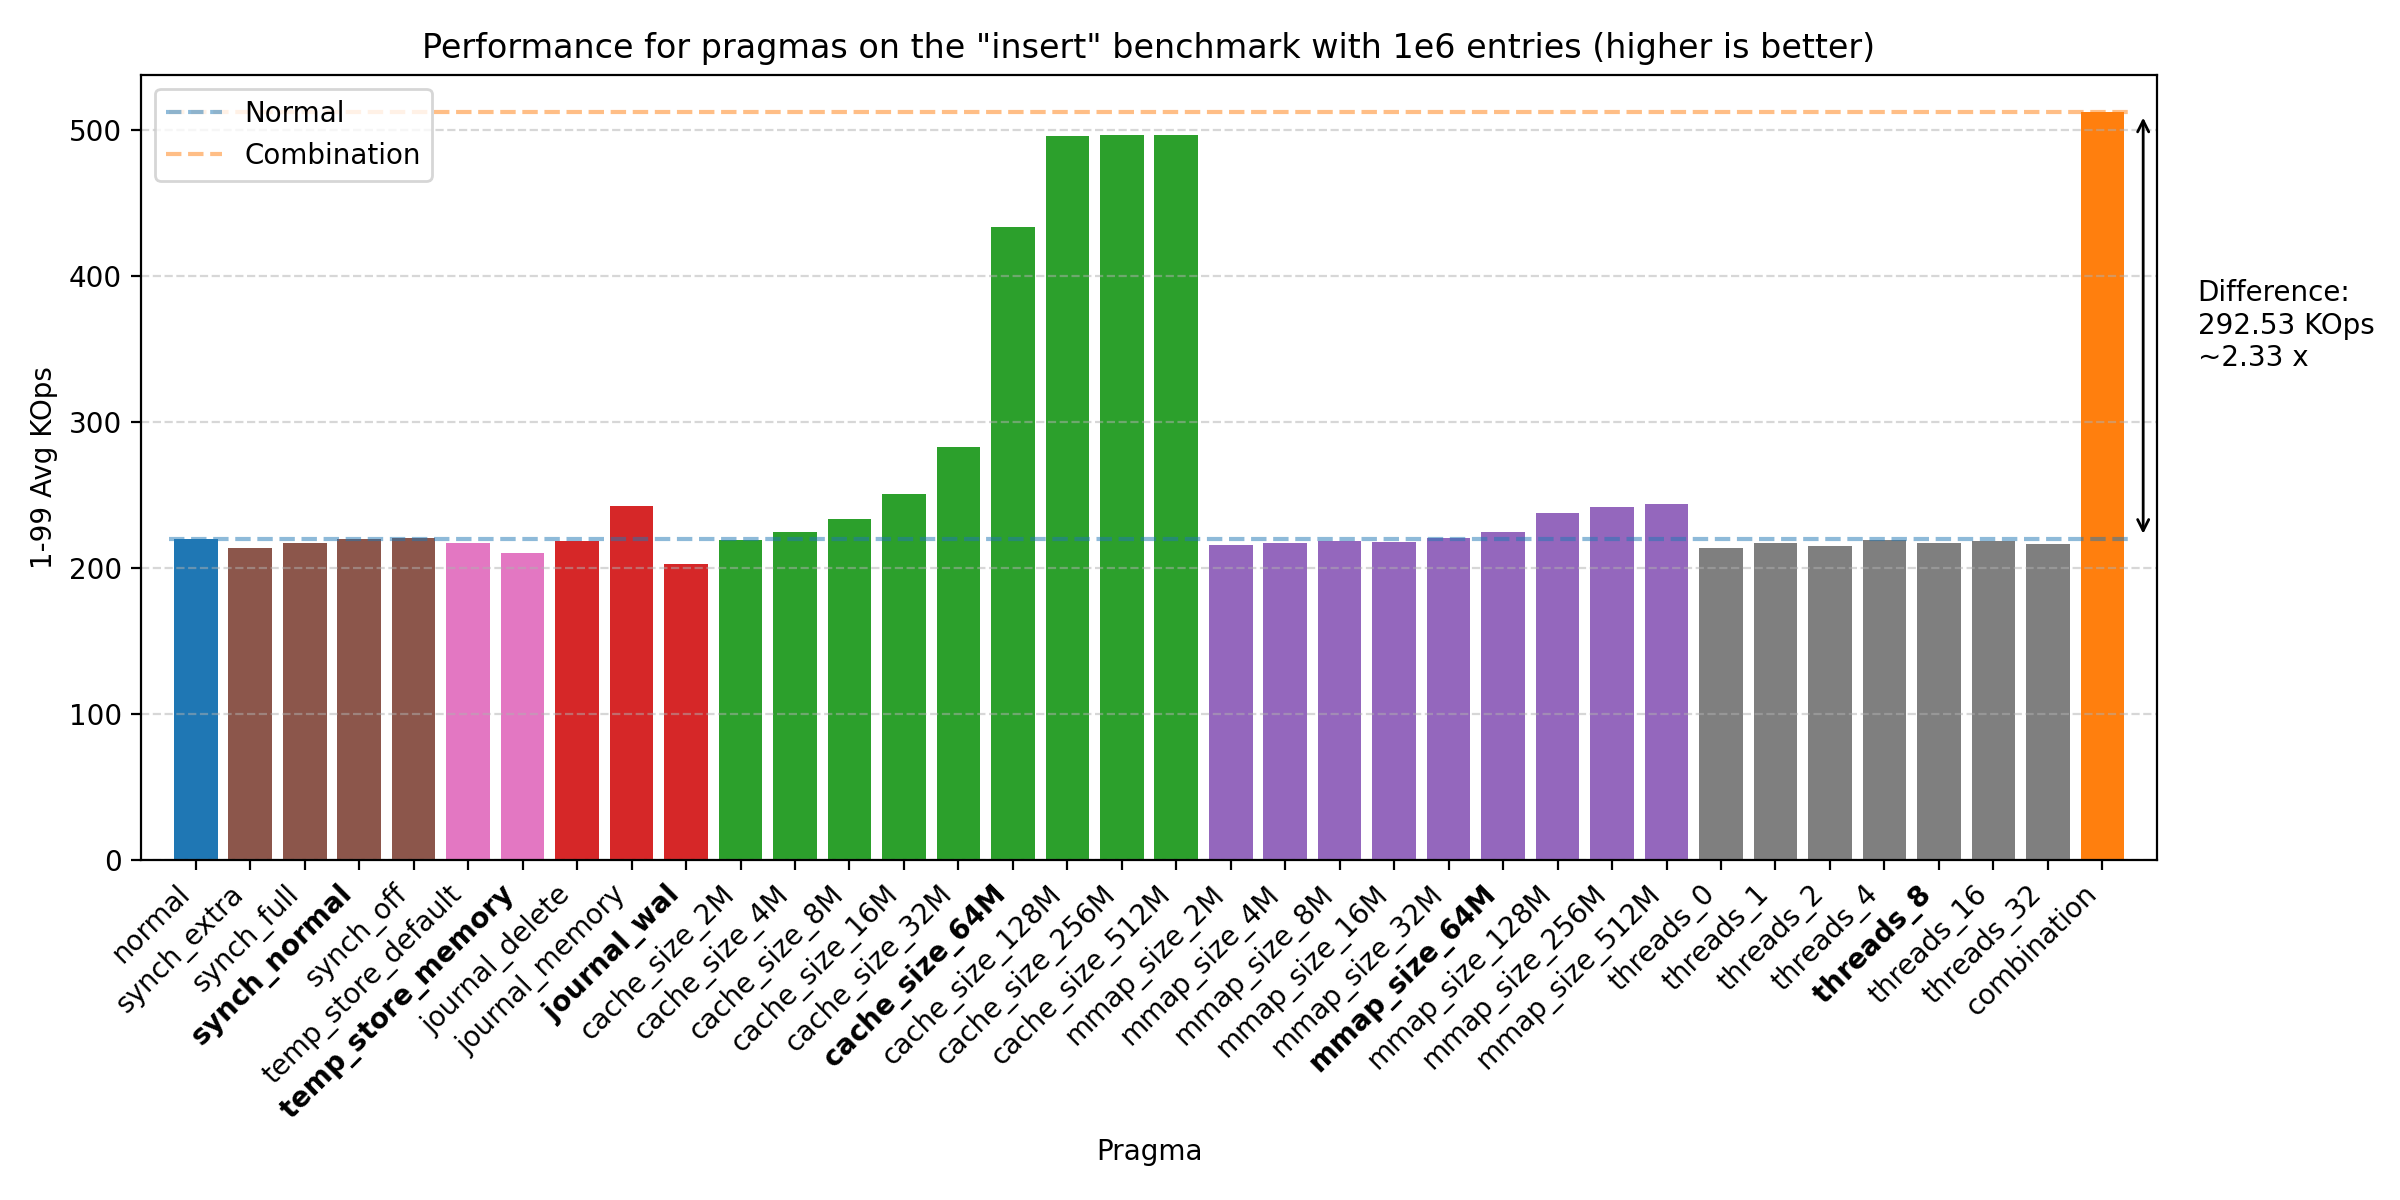 Performance for pragmas on the "insert" benchmark with 1e6 entries (higher is better)
Normal
Combination
500
400
300
200
100
0
1-99 Avg KOps
Difference:
292.53 KOps
~2.33 x
normal
synch_extra
synch_full
synch_normal
synch_off
temp_store_default
temp_store_memory
journal_delete
journal_memory
journal_wal
cache_size_2M
cache_size_4M
cache_size_8M
cache_size_16M
cache_size_32M
cache_size_64M
cache_size_128M
cache_size_256M
cache_size_512M
mmap_size_2M
mmap_size_4M
mmap_size_8M
mmap_size_16M
mmap_size_32M
mmap_size_64M
mmap_size_128M
mmap_size_256M
mmap_size_512M
threads_0
threads_1
threads_2
threads_4
threads_8
threads_16
threads_32
combination
Pragma